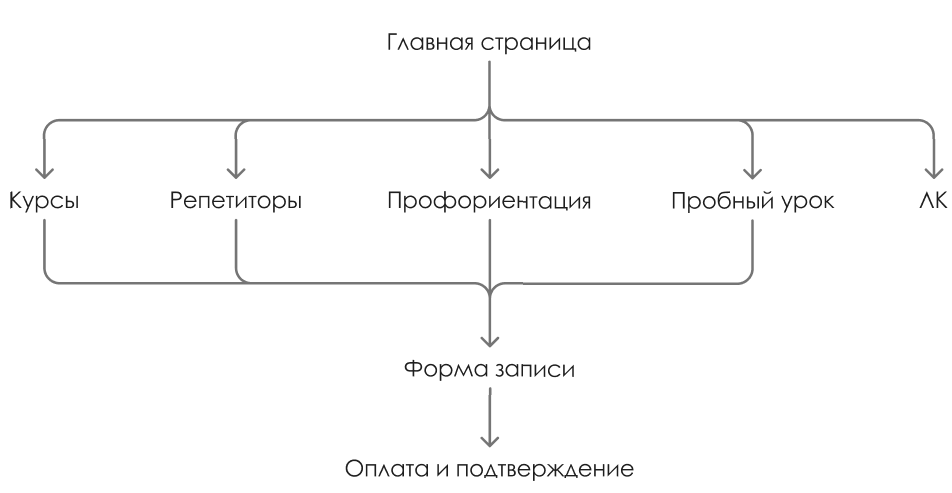 Главная страница
Курсы
Репетиторы
Профориентация
Пробный урок
ЛК
Форма записи
Оплата и подтверждение